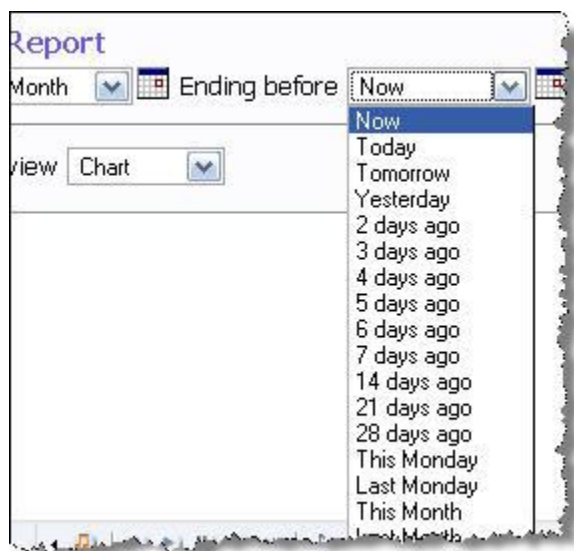 Report
Month Ending before Now
view Chart
Now
Today
Tomorrow
Yesterday
2 days ago
3 days ago
4 days ago
5 days ago
6 days ago
7 days ago
14 days ago
21 days ago
28 days ago
This Monday
Last Monday
This Month
Last Month